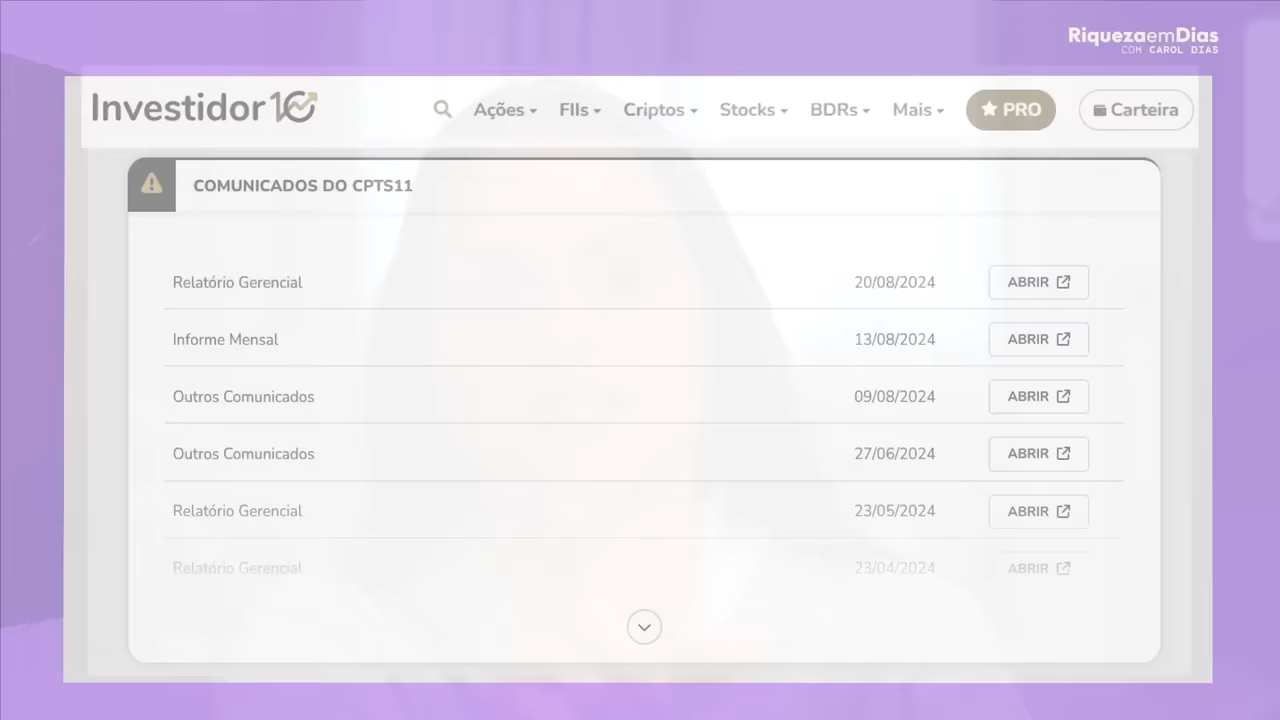 RiquezaemDias
COM CAROL DIAS
Investidor10 Ações FIIs Criptos Stocks BDRs Mais PRO Carteira
COMUNICADOS DO CPTS11
Relatório Gerencial 20/08/2024 ABRIR
Informe Mensal 13/08/2024 ABRIR
Outros Comunicados 09/08/2024 ABRIR
Outros Comunicados 27/06/2024 ABRIR
Relatório Gerencial 23/05/2024 ABRIR
Relatório Gerencial 23/04/2024 ABRIR